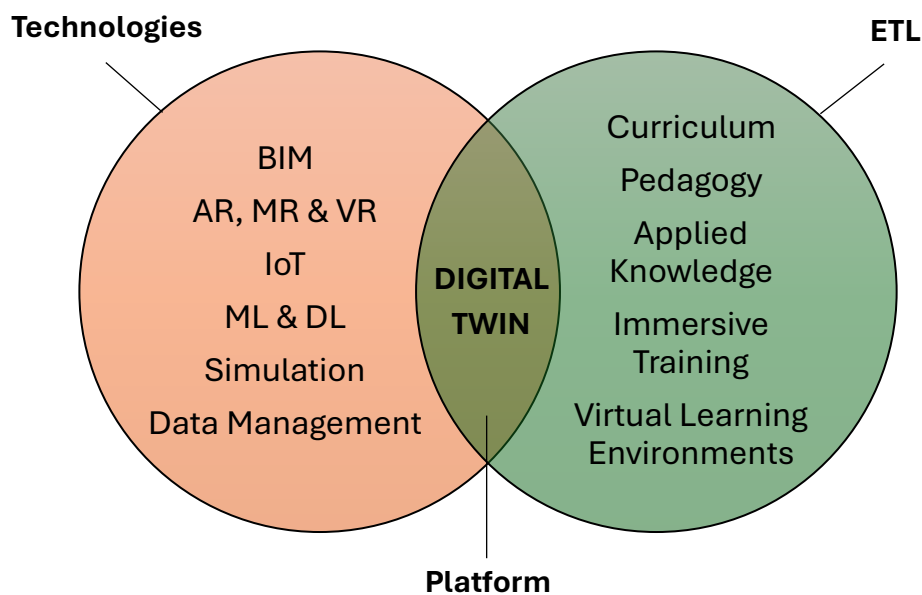 Technologies
ETL
BIM
AR, MR & VR
IoT
ML & DL
Simulation
Data Management
DIGITAL
TWIN
Curriculum
Pedagogy
Applied
Knowledge
Immersive
Training
Virtual Learning
Environments
Platform